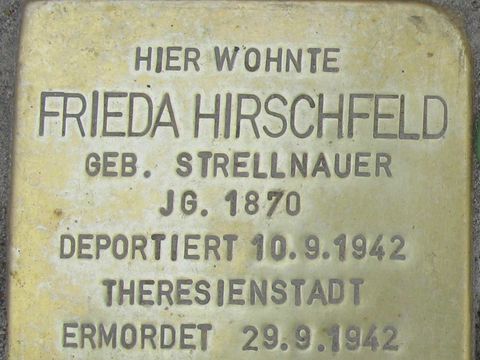 HIER WOHNTE
FRIEDA HIRSCHFELD
GEB. STRELLNAUER
JG. 1870
DEPORTIERT 10.9.1942
THERESIENSTADT
ERMORDET 29.9.1942